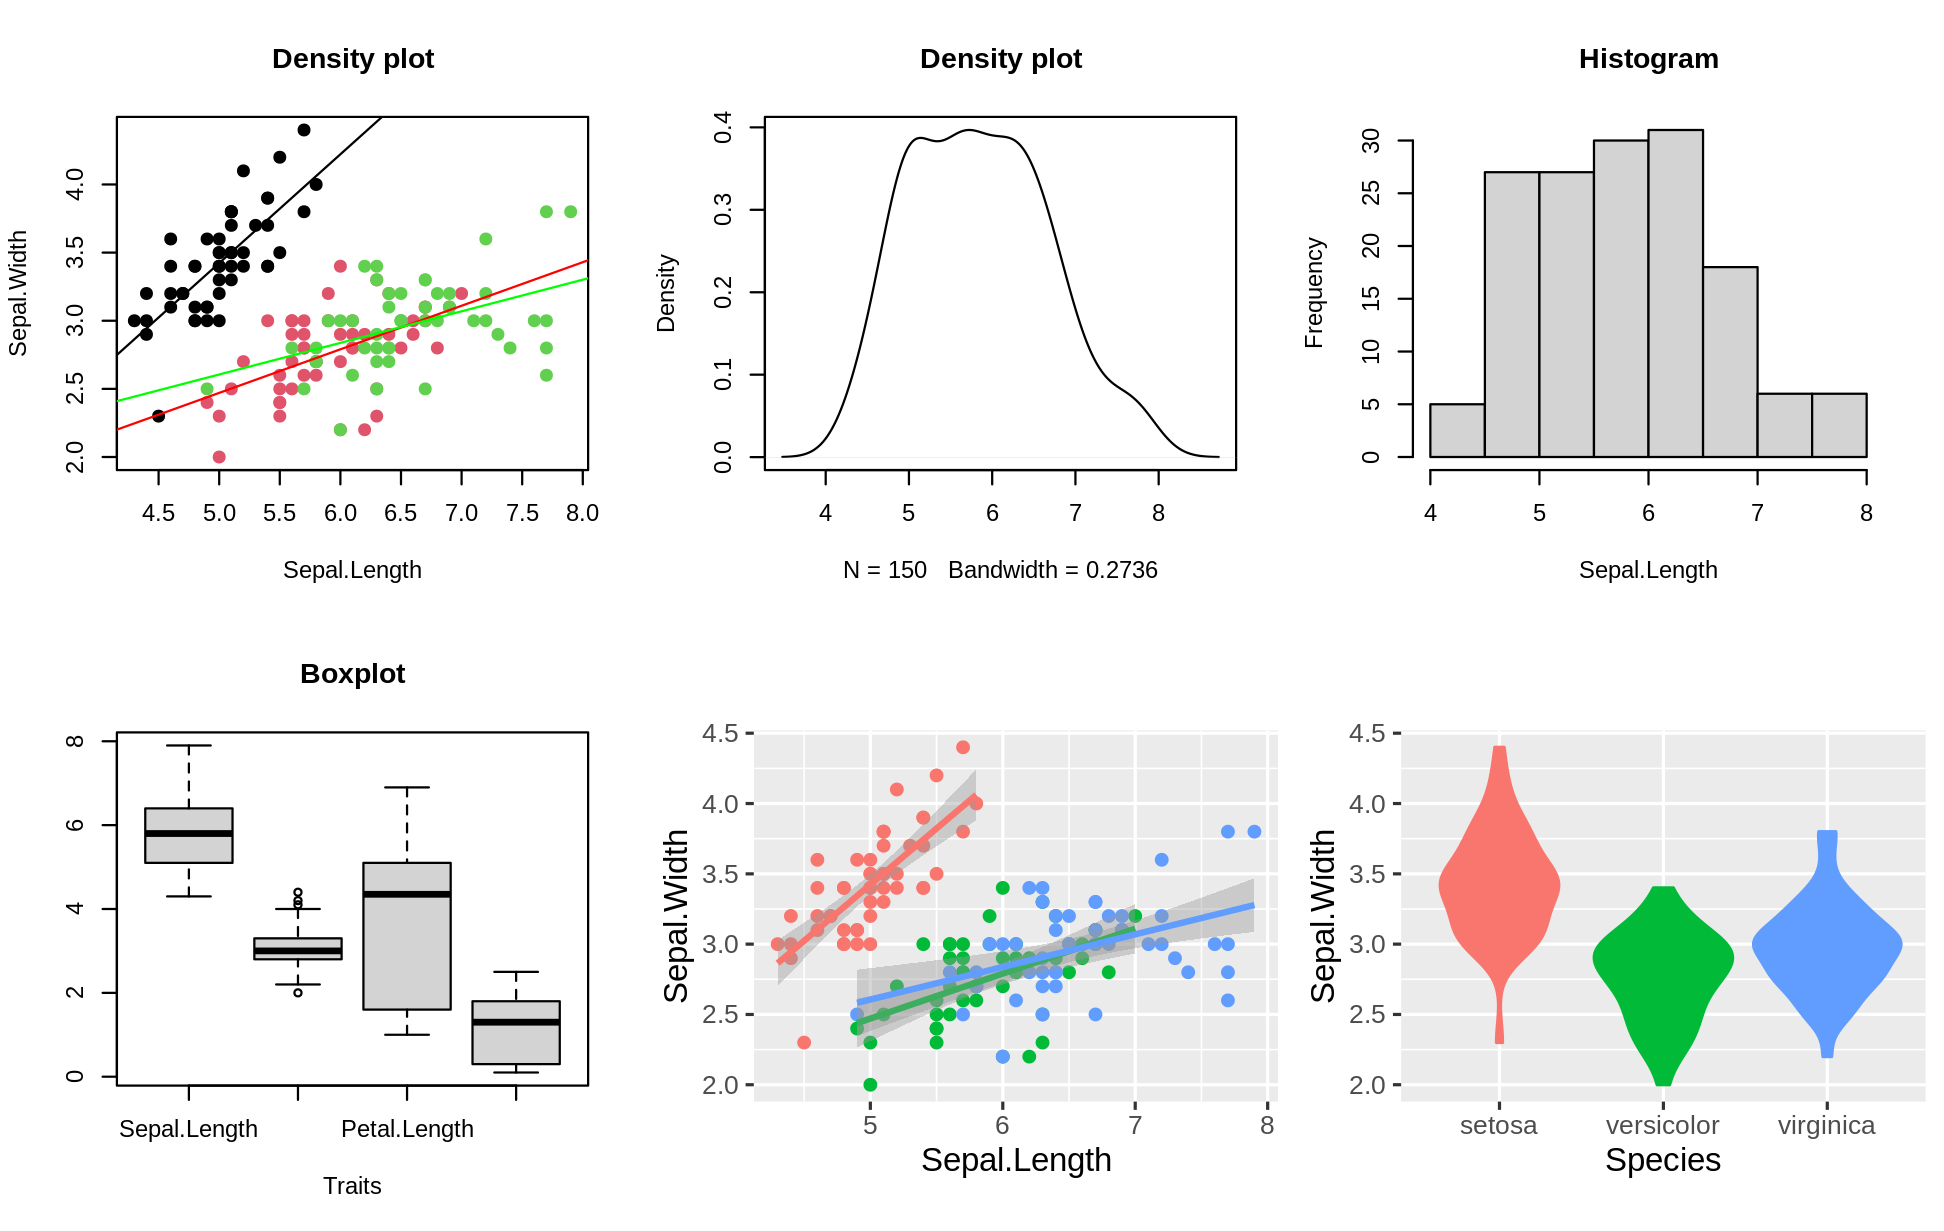 Density plot
Sepal.Width
4.0
3.5
3.0
2.5
2.0
4.5 5.0 5.5 6.0 6.5 7.0 7.5 8.0
Sepal.Length
Density plot
Density
0.4
0.3
0.2
0.1
0.0
4 5 6 7 8
N = 150 Bandwidth = 0.2736
Histogram
Frequency
30
25
20
15
10
5
0
4 5 6 7 8
Sepal.Length
Boxplot
8
6
4
2
0
Sepal.Length Petal.Length
Traits
Sepal.Width
4.5
4.0
3.5
3.0
2.5
2.0
5 6 7 8
Sepal.Length
Sepal.Width
4.5
4.0
3.5
3.0
2.5
2.0
setosa versicolor virginica
Species